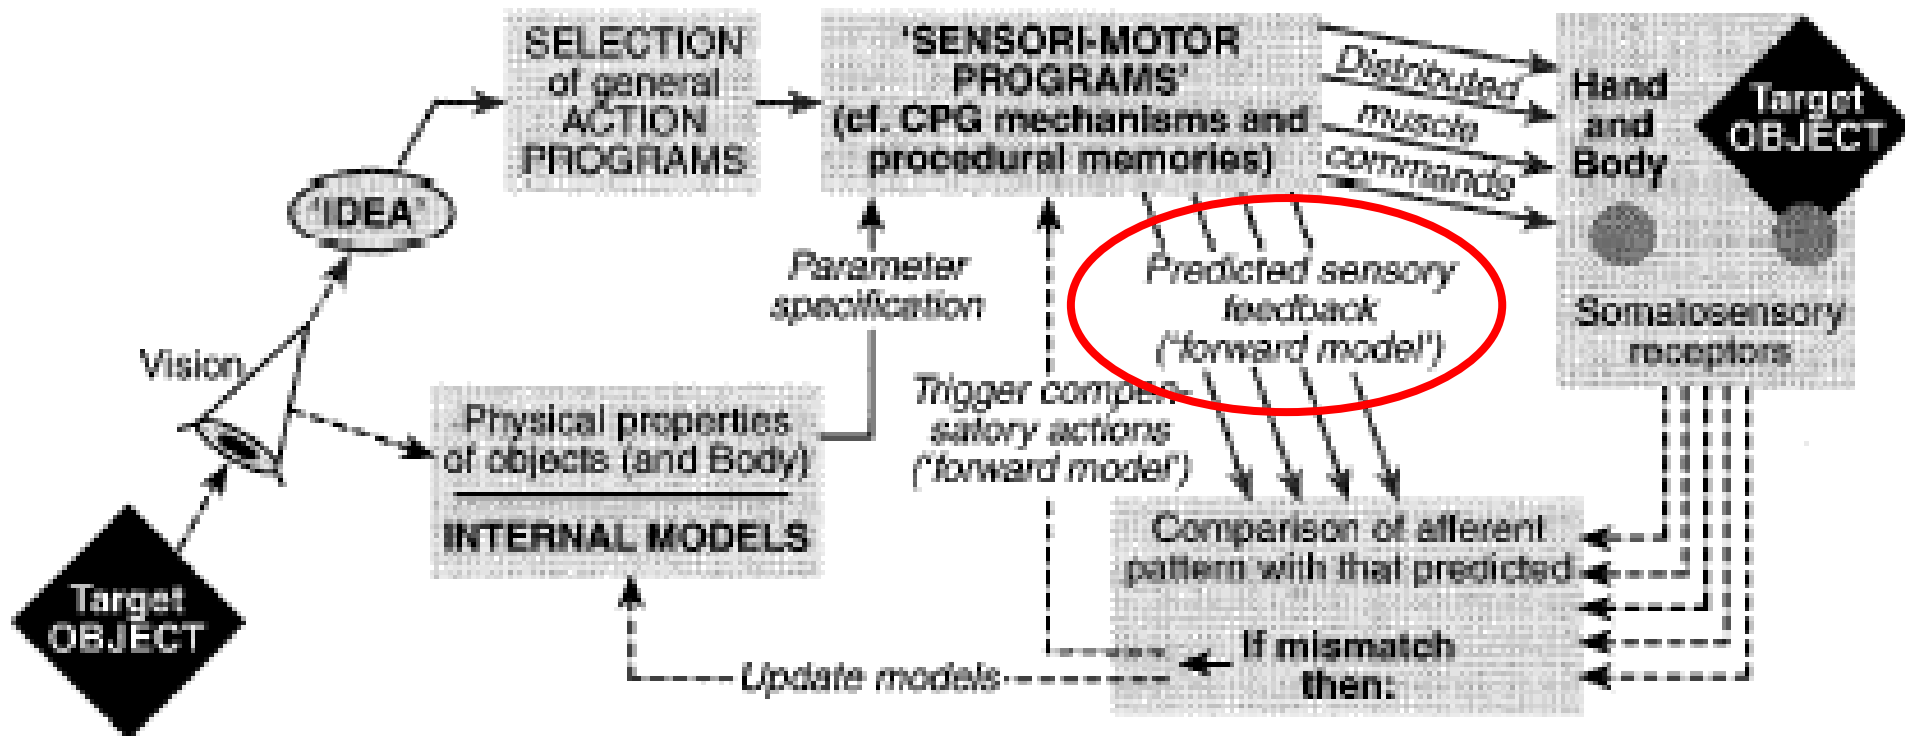 SELECTION
of general
ACTION
PROGRAMS
'SENSORI-MOTOR
PROGRAMS'
(cf. CPG mechanisms and
procedural memories)
Distributed
muscle
commands
Hand
and
Body
Target
OBJECT
Somatosensory
receptors
'IDEA'
Vision
Parameter
specification
Predicted sensory
feedback
('forward model')
Trigger compen-
satory actions
('forward model')
Physical properties
of objects (and Body)
INTERNAL MODELS
Target
OBJECT
Comparison of afferent
pattern with that predicted
If mismatch
then:
Update models